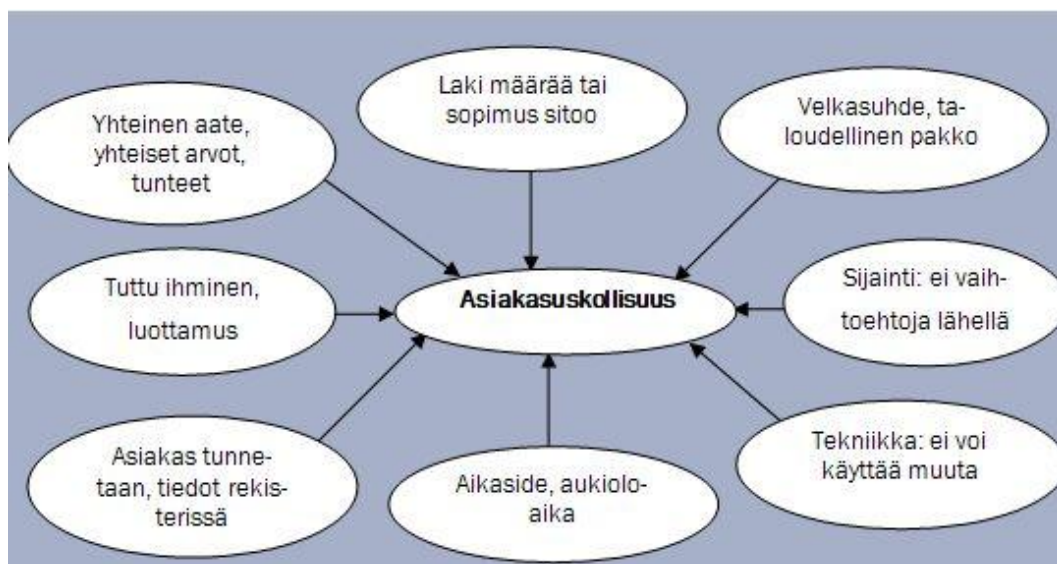 Laki määrää tai
sopimus sitoo
Yhteinen aate,
yhteiset arvot,
tunteet
Velkasuhde, ta-
loudellinen pakko
Tuttu ihminen,
luottamus
Asiakasuskollisuus
Sijainti: ei vaih-
toehtoja lähellä
Asiakas tunne-
taan, tiedot rekis-
terissä
Aikaside, aukiolo-
aika
Tekniikka: ei voi
käyttää muuta